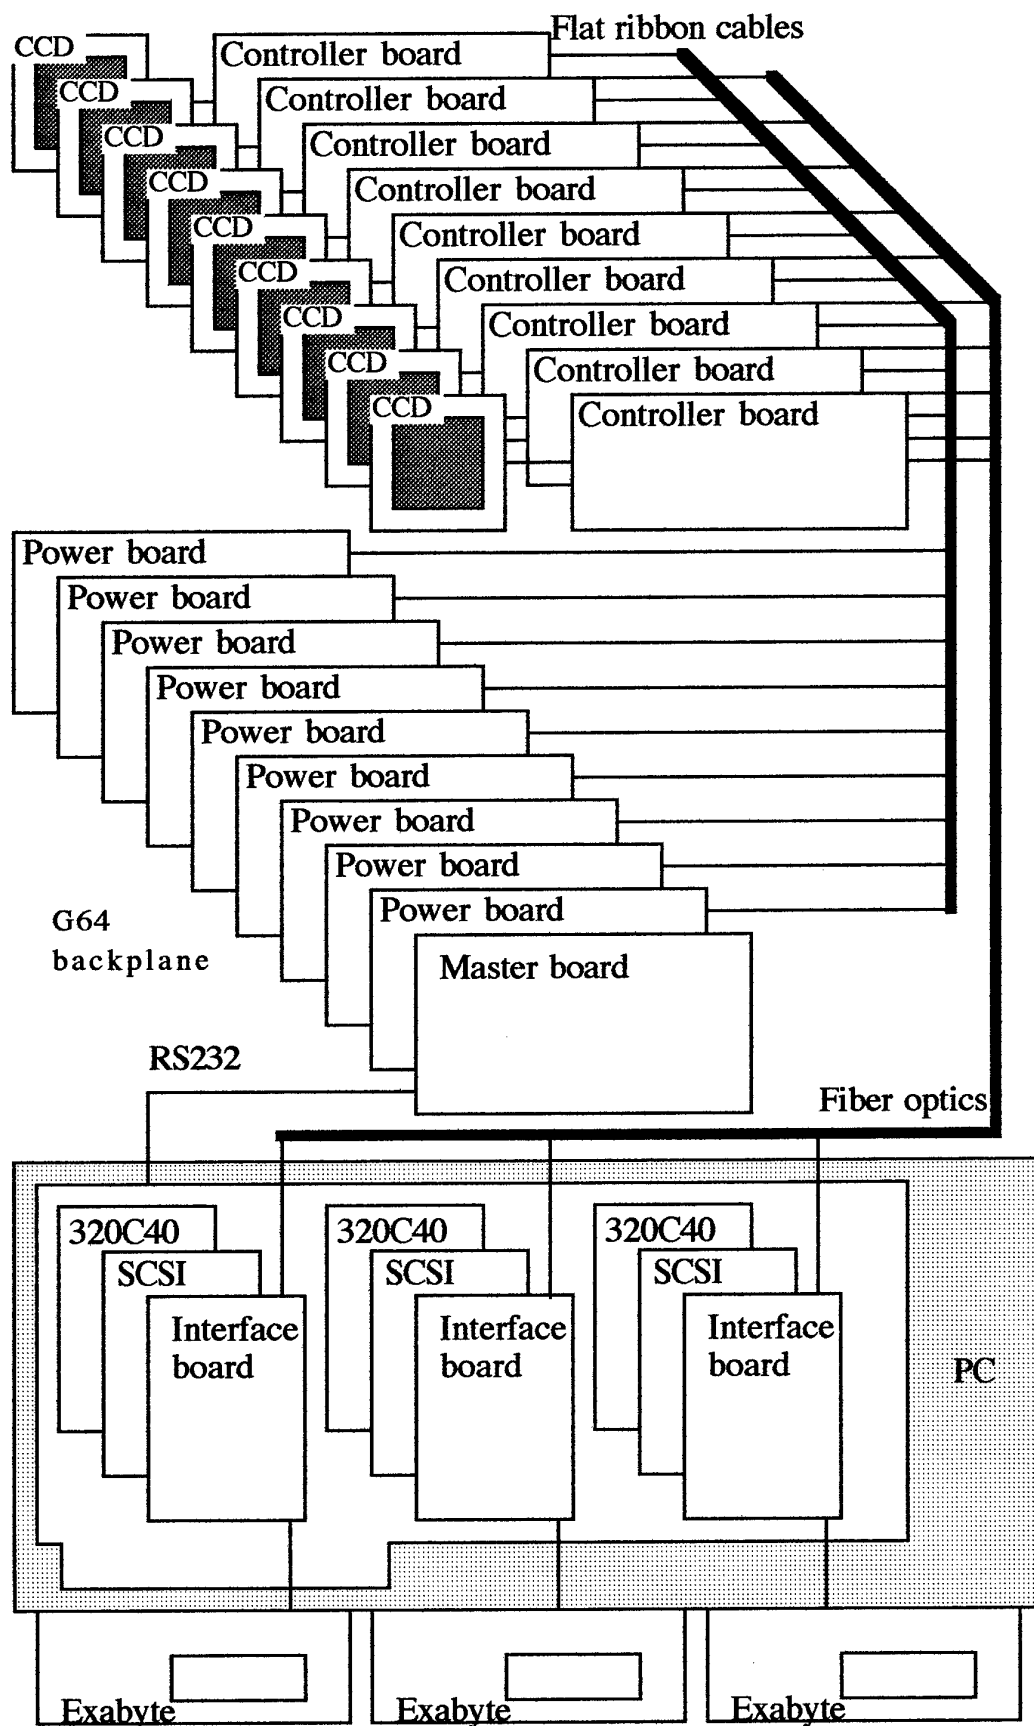 Flat ribbon cables
CCD
Controller board
CCD
Controller board
CCD
Controller board
CCD
Controller board
CCD
Controller board
CCD
Controller board
CCD
Controller board
CCD
Controller board
CCD
Controller board
Power board
Power board
Power board
Power board
Power board
Power board
Power board
Power board
Power board
G64
backplane
Master board
RS232
Fiber optics
320C40
320C40
320C40
SCSI
SCSI
SCSI
Interface
board
Interface
board
Interface
board
PC
Exabyte
Exabyte
Exabyte